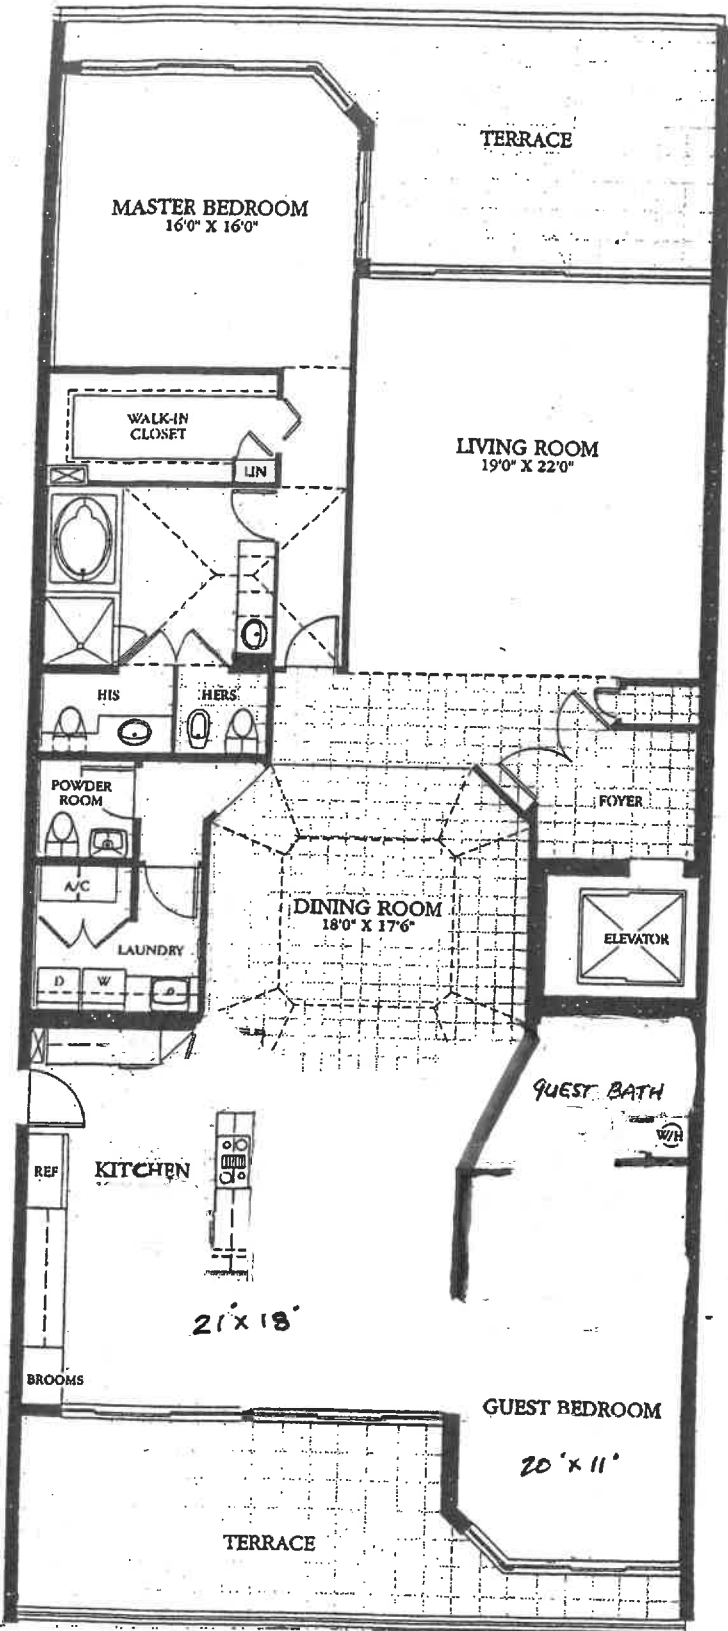 TERRACE
MASTER BEDROOM
16'0" X 16'0"
WALK-IN
CLOSET
LIN
LIVING ROOM
19'0" X 22'0"
HIS
HERS
POWDER
ROOM
FOYER
A/C
LAUNDRY
D
W
DINING ROOM
18'0" X 17'6"
ELEVATOR
GUEST BATH
W/H
REF
KITCHEN
21' x 18'
BROOMS
GUEST BEDROOM
20' x 11'
TERRACE